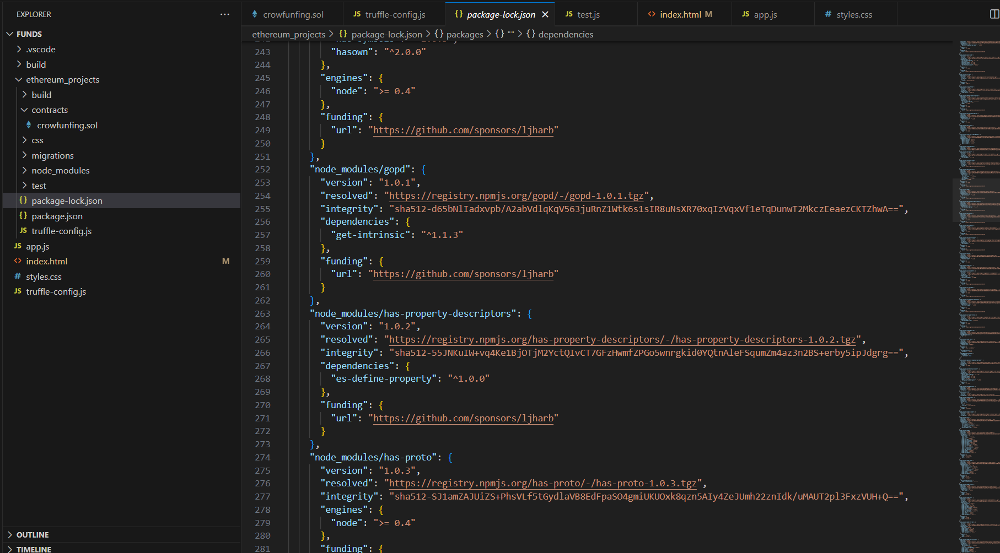 EXPLORER
FUNDS
.vscode
build
ethereum_projects
build
contracts
crowfunfing.sol
css
migrations
node_modules
test
package-lock.json
package.json
truffle-config.js
app.js
index.html M
styles.css
truffle-config.js
OUTLINE
TIMELINE
crowfunfing.sol truffle-config.js package-lock.json test.js index.html M app.js styles.css
ethereum_projects > {} package-lock.json > {} packages > {} "" > {} dependencies
243 "hasown": "^2.0.0"
244 },
245 "engines": {
246 "node": ">= 0.4"
247 },
248 "funding": {
249 "url": "https://github.com/sponsors/ljharb"
250 }
251 },
252 "node_modules/gopd": {
253 "version": "1.0.1",
254 "resolved": "https://registry.npmjs.org/gopd/-/gopd-1.0.1.tgz",
255 "integrity": "sha512-d65bNlIadxvpb/A2abVdlqKqV563juRnZ1Wtk6s1sIR8uNsXR70xqIzVqxVf1eTqDunwT2MkczEeaezCKTZhwA==",
256 "dependencies": {
257 "get-intrinsic": "^1.1.3"
258 },
259 "funding": {
260 "url": "https://github.com/sponsors/ljharb"
261 }
262 },
263 "node_modules/has-property-descriptors": {
264 "version": "1.0.2",
265 "resolved": "https://registry.npmjs.org/has-property-descriptors/-/has-property-descriptors-1.0.2.tgz",
266 "integrity": "sha512-55JNKuIW+vq4Ke1BjOTjM2YctQIvCT7GFzHwmfZPGo5wnrgkid0YQtnAleFSqumZm4az3n2BS+erby5ipJdgrg==",
267 "dependencies": {
268 "es-define-property": "^1.0.0"
269 },
270 "funding": {
271 "url": "https://github.com/sponsors/ljharb"
272 }
273 },
274 "node_modules/has-proto": {
275 "version": "1.0.3",
276 "resolved": "https://registry.npmjs.org/has-proto/-/has-proto-1.0.3.tgz",
277 "integrity": "sha512-SJ1amZAJUiZS+PhsVLf5tGydlaVB8EdFpaSO4gmiUKUOxk8qzn5AIy4ZeJUmh22znIdk/uMAUT2pl3FxzVUH+Q==",
278 "engines": {
279 "node": ">= 0.4"
280 },
281 "funding": {